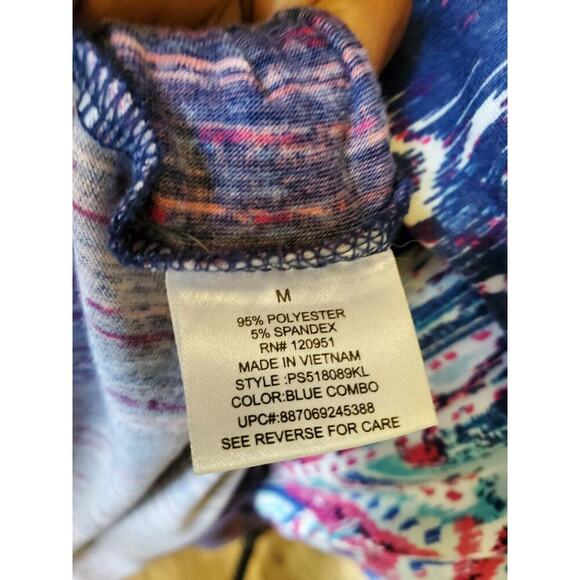 M
95% POLYESTER
5% SPANDEX
RN# 120951
MADE IN VIETNAM
STYLE :PS518089KL
COLOR:BLUE COMBO
UPC#:887069245388
SEE REVERSE FOR CARE